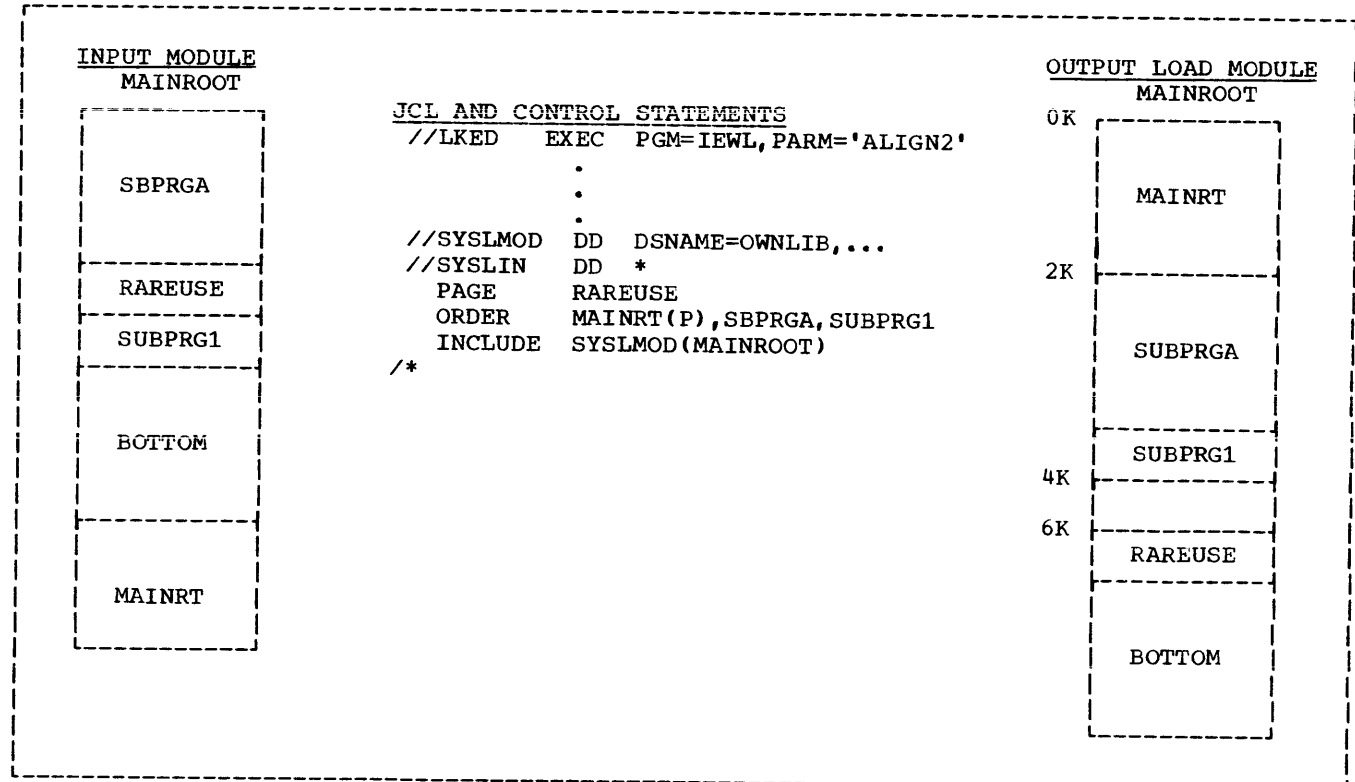 INPUT MODULE
MAINROOT
SBPRGA
RAREUSE
SUBPRG1
BOTTOM
MAINRT
JCL AND CONTROL STATEMENTS
//LKED EXEC PGM=IEWL,PARM='ALIGN2'
.
.
.
//SYSLMOD DD DSNAME=OWNLIB,...
//SYSLIN DD *
PAGE RAREUSE
ORDER MAINRT(P),SBPRGA,SUBPRG1
INCLUDE SYSLMOD(MAINROOT)
/*
OUTPUT LOAD MODULE
MAINROOT
0K
MAINRT
2K
SUBPRGA
SUBPRG1
4K
6K
RAREUSE
BOTTOM